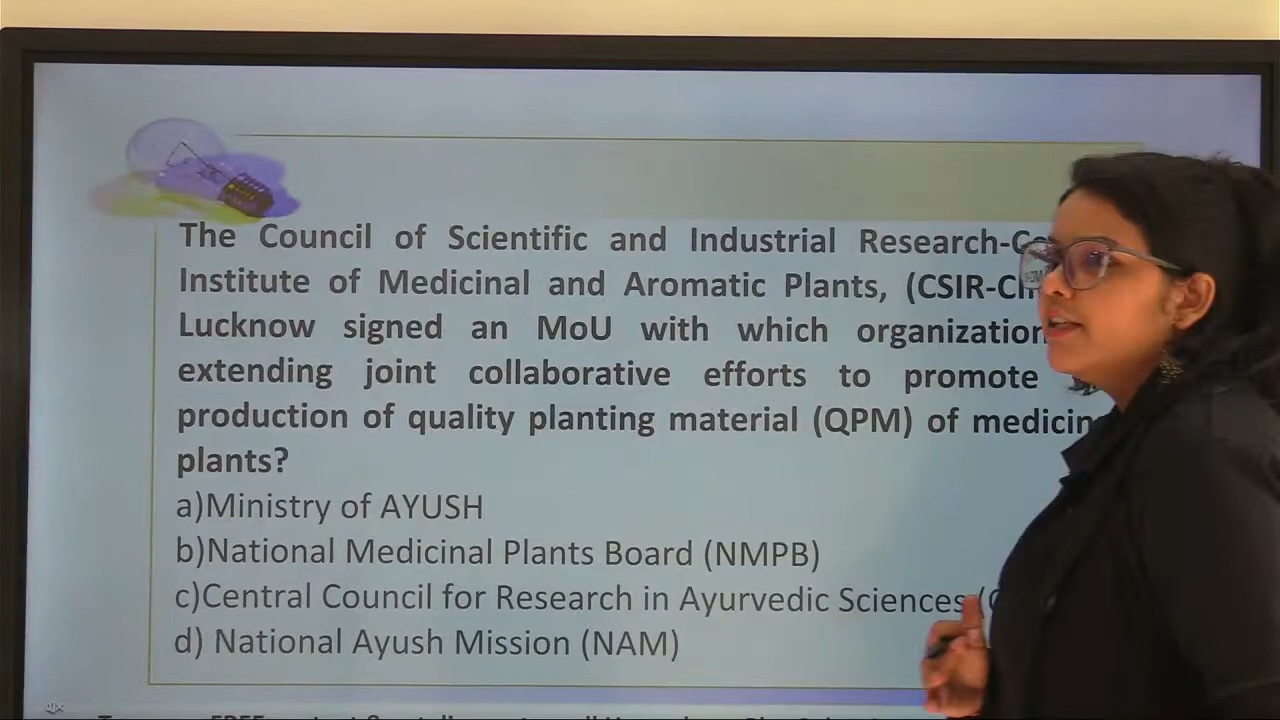 The Council of Scientific and Industrial
Institute of Medicinal and Aromatic Plants,
Lucknow signed an MoU with which organization
extending joint collaborative efforts to promote
production of quality planting material (QPM) of
plants?
a)Ministry of AYUSH
b)National Medicinal Plants Board (NMPB)
c)Central Council for Research in Ayurvedic Sciences
d) National Ayush Mission (NAM)